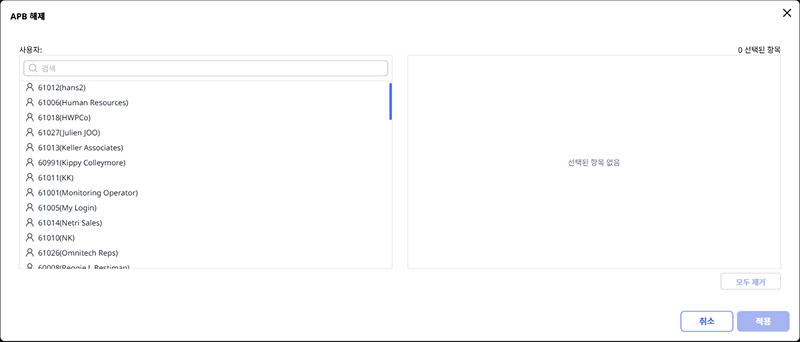 APB 해제
사용자:
0 선택된 항목
검색
61012(hans2)
61006(Human Resources)
61018(HWPCo)
61027(Julien JOO)
61013(Keller Associates)
60991(Kippy Colleymore)
61011(KK)
61001(Monitoring Operator)
61005(My Login)
61014(Netri Sales)
61010(NK)
61026(Omnitech Reps)
60008(Reggie L Bestiman)
선택된 항목 없음
모두 제거
취소
적용